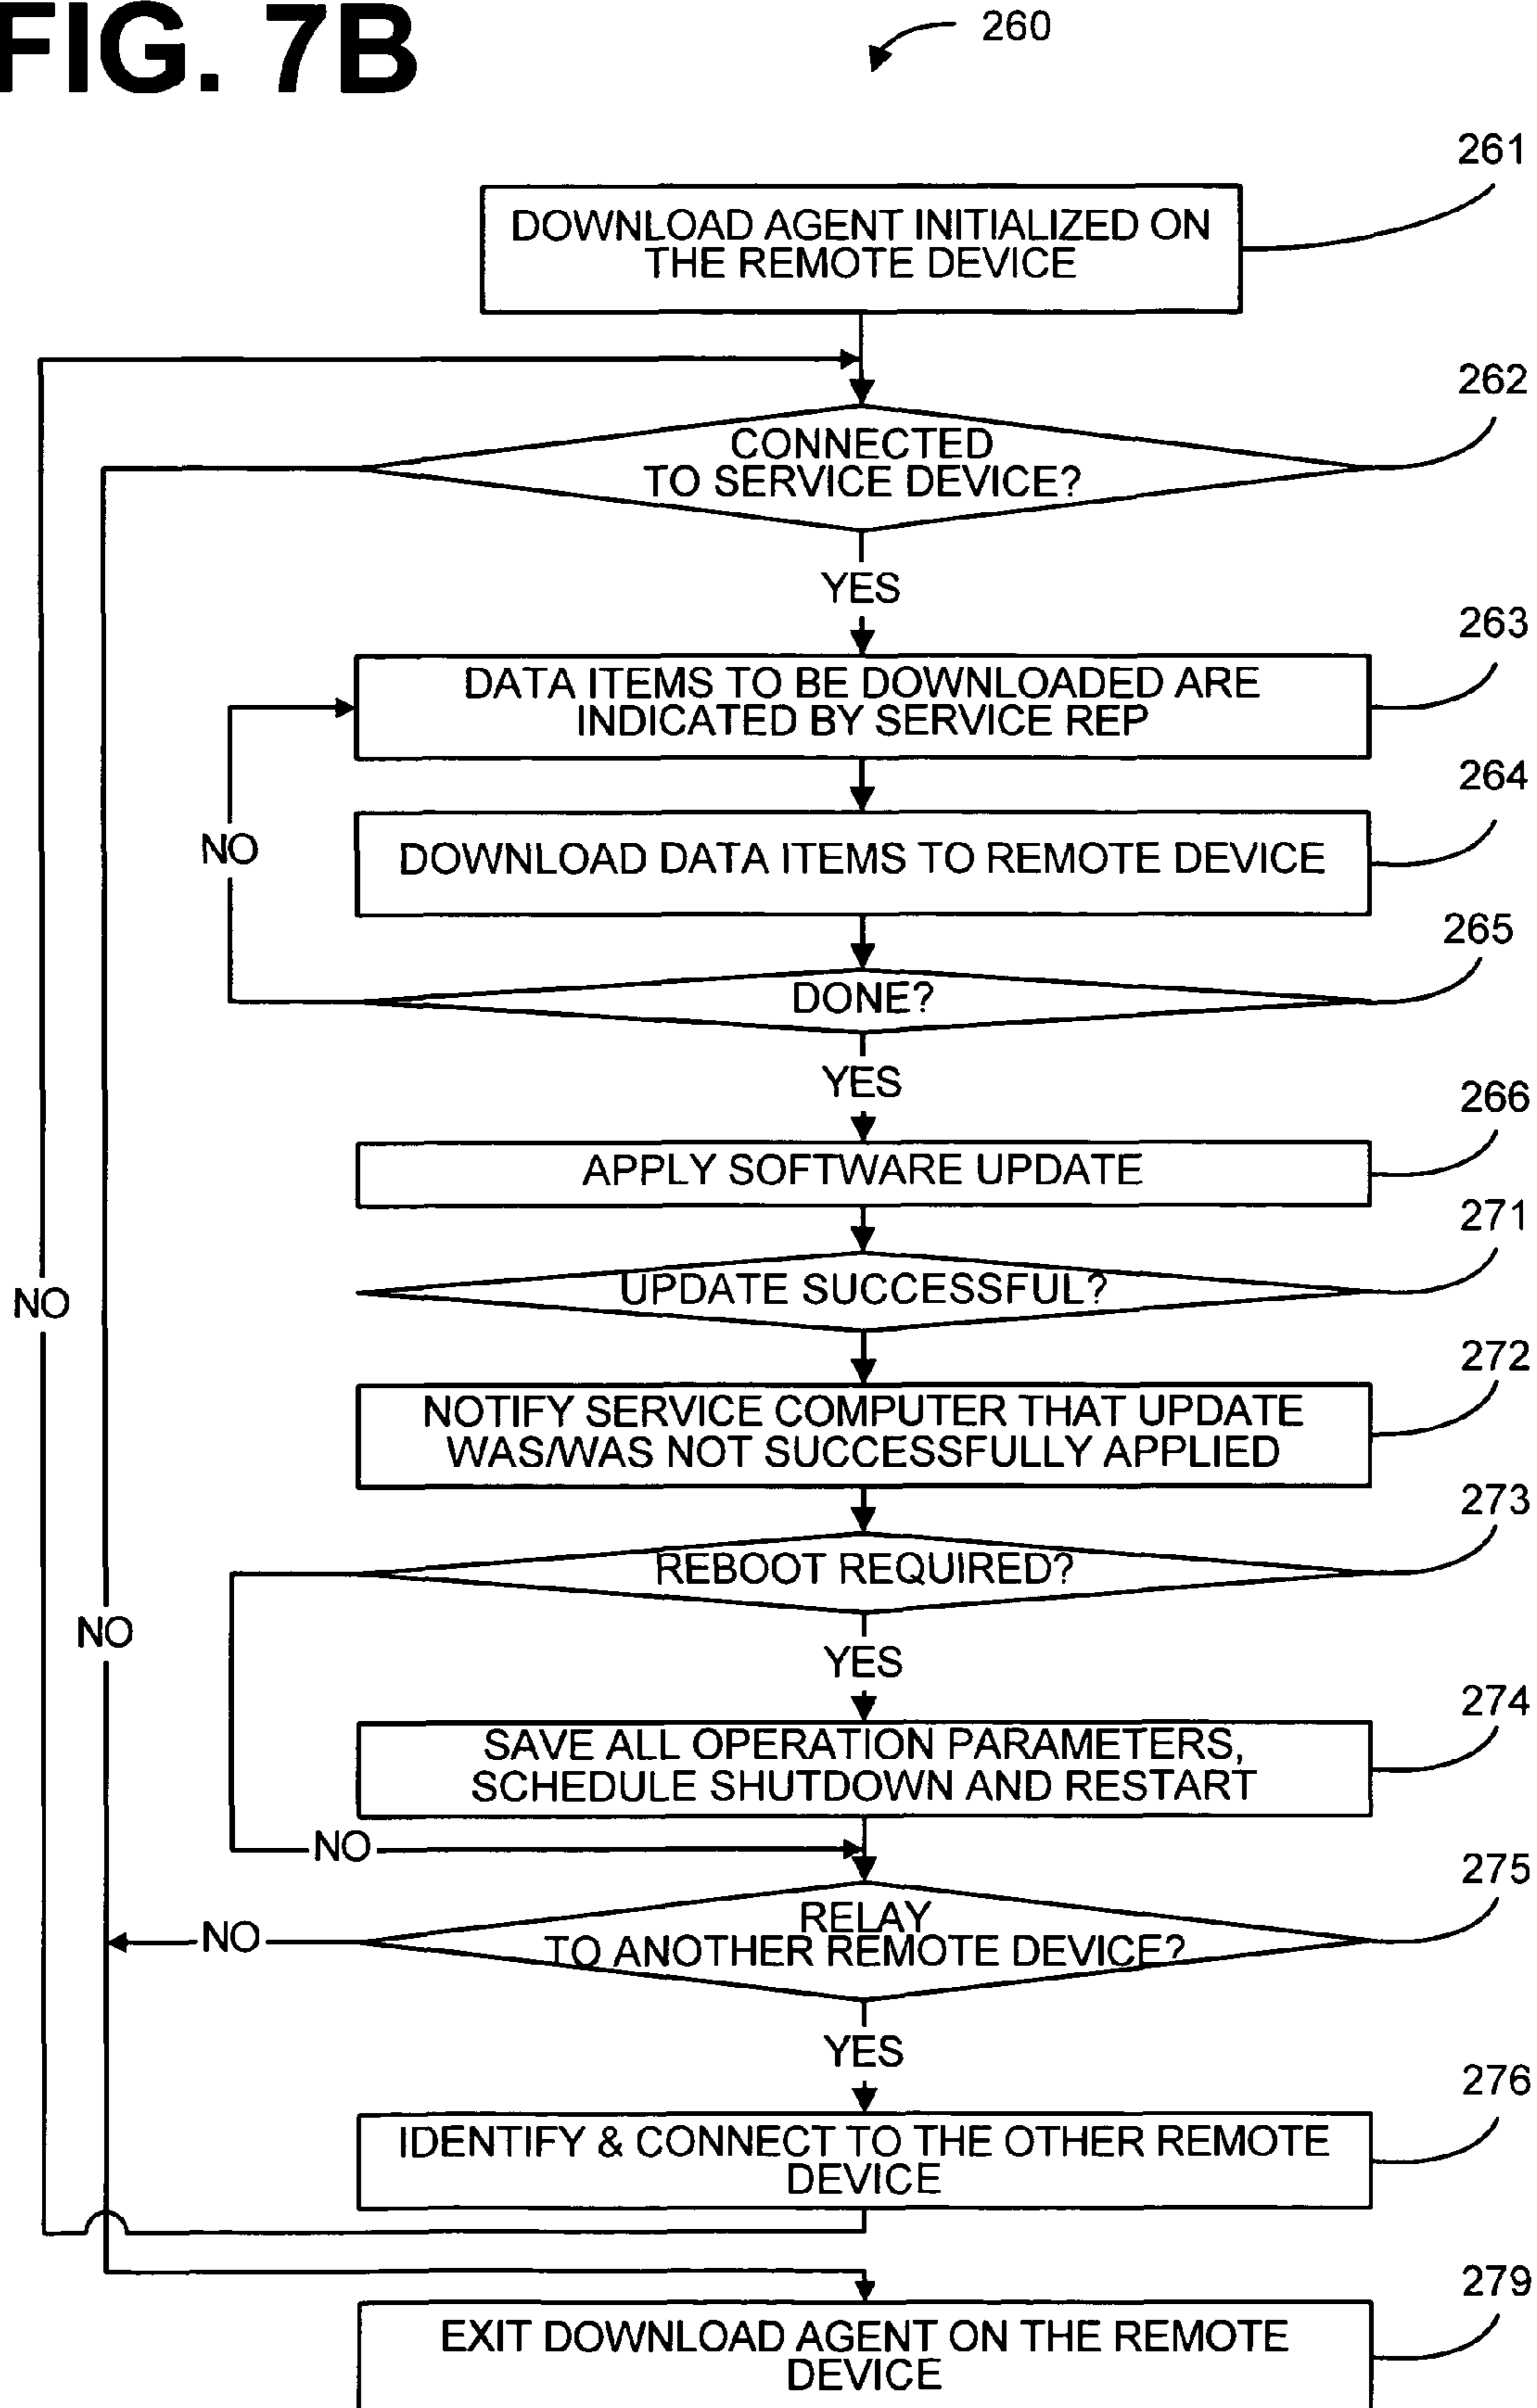 FIG. 7B
260
261
DOWNLOAD AGENT INITIALIZED ON
THE REMOTE DEVICE
262
CONNECTED
TO SERVICE DEVICE?
YES
263
DATA ITEMS TO BE DOWNLOADED ARE
INDICATED BY SERVICE REP
264
NO
DOWNLOAD DATA ITEMS TO REMOTE DEVICE
265
DONE?
YES
266
APPLY SOFTWARE UPDATE
271
UPDATE SUCCESSFUL?
NO
272
NOTIFY SERVICE COMPUTER THAT UPDATE
WAS/WAS NOT SUCCESSFULLY APPLIED
273
REBOOT REQUIRED?
NO
YES
274
SAVE ALL OPERATION PARAMETERS,
SCHEDULE SHUTDOWN AND RESTART
NO
275
RELAY
TO ANOTHER REMOTE DEVICE?
NO
YES
276
IDENTIFY & CONNECT TO THE OTHER REMOTE
DEVICE
279
EXIT DOWNLOAD AGENT ON THE REMOTE
DEVICE